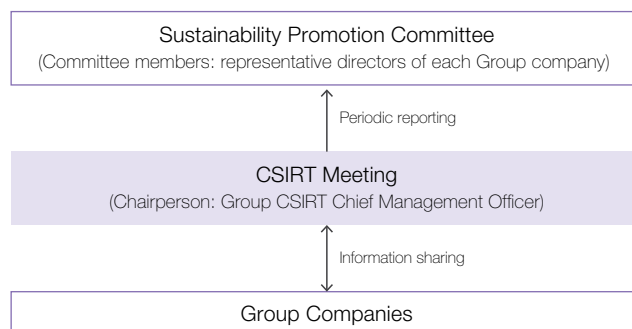 Sustainability Promotion Committee
(Committee members: representative directors of each Group company)
Periodic reporting
CSIRT Meeting
(Chairperson: Group CSIRT Chief Management Officer)
Information sharing
Group Companies